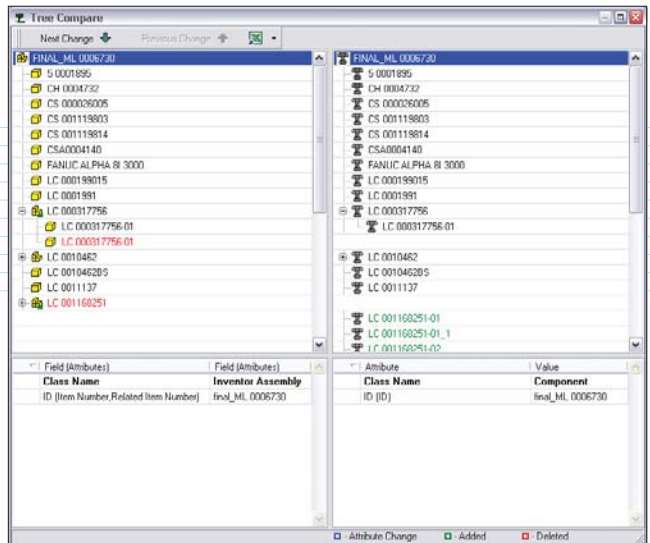 Tree Compare
Next Change Previous Change
FINAL_ML 0006730
5 0001895
CH 0004732
CS 000026005
CS 001119803
CS 001119814
CSA0004140
FANUC ALPHA 8I 3000
LC 000199015
LC 0001991
LC 000317756
LC 000317756-01
LC 000317756-01
LC 0010462
LC 0010462BS
LC 0011137
LC 001168251
FINAL_ML 0006730
5 0001895
CH 0004732
CS 000026005
CS 001119803
CS 001119814
CSA0004140
FANUC ALPHA 8I 3000
LC 000199015
LC 0001991
LC 000317756
LC 000317756-01
LC 0010462
LC 0010462BS
LC 0011137
LC 001168251-01
LC 001168251-01_1
LC 001168251-02
Field (Attributes) Field (Attributes)
Class Name Inventor Assembly
ID (Item Number,Related Item Number) final_ML 0006730
Attribute Value
Class Name Component
ID (ID) final_ML 0006730
- Attribute Change - Added - Deleted